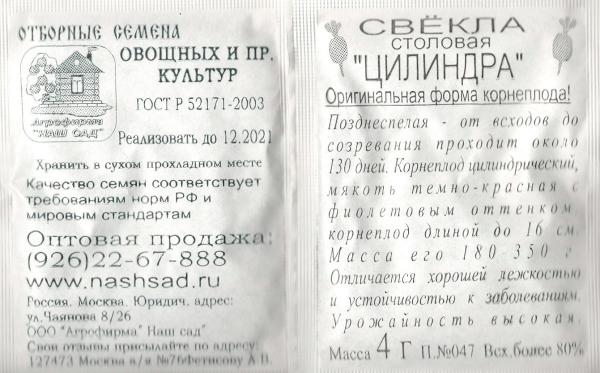 ОТБОРНЫЕ СЕМЕНА
ОВОЩНЫХ И ПР.
КУЛЬТУР
ГОСТ Р 52171-2003
Агрофирма
"НАШ САД"
Реализовать до 12.2021
Хранить в сухом прохладном месте
Качество семян соответствует
требованиям норм РФ и
мировым стандартам
Оптовая продажа:
(926)22-67-888
www.nashsad.ru
Россия. Москва. Юридич. адрес:
ул.Чаянова 8/26
ООО "Агрофирма" Наш сад"
Свои отзывы присылайте по адресу:
127473 Москва а/я №76Фетисову А В.
СВЁКЛА
СТОЛОВАЯ
"ЦИЛИНДРА"
Оригинальная форма корнеплода!
Позднеспелая - от всходов до
созревания проходит около
130 дней. Корнеплод цилиндрический,
мякоть темно-красная с
фиолетовым оттенком,
корнеплод длиной до 16 см.
Масса его 180-350 г
Отличается хорошей лежкостью
и устойчивостью к заболеваниям.
Урожайность высокая.
Масса 4 Г П.№047 Всх.более 80%